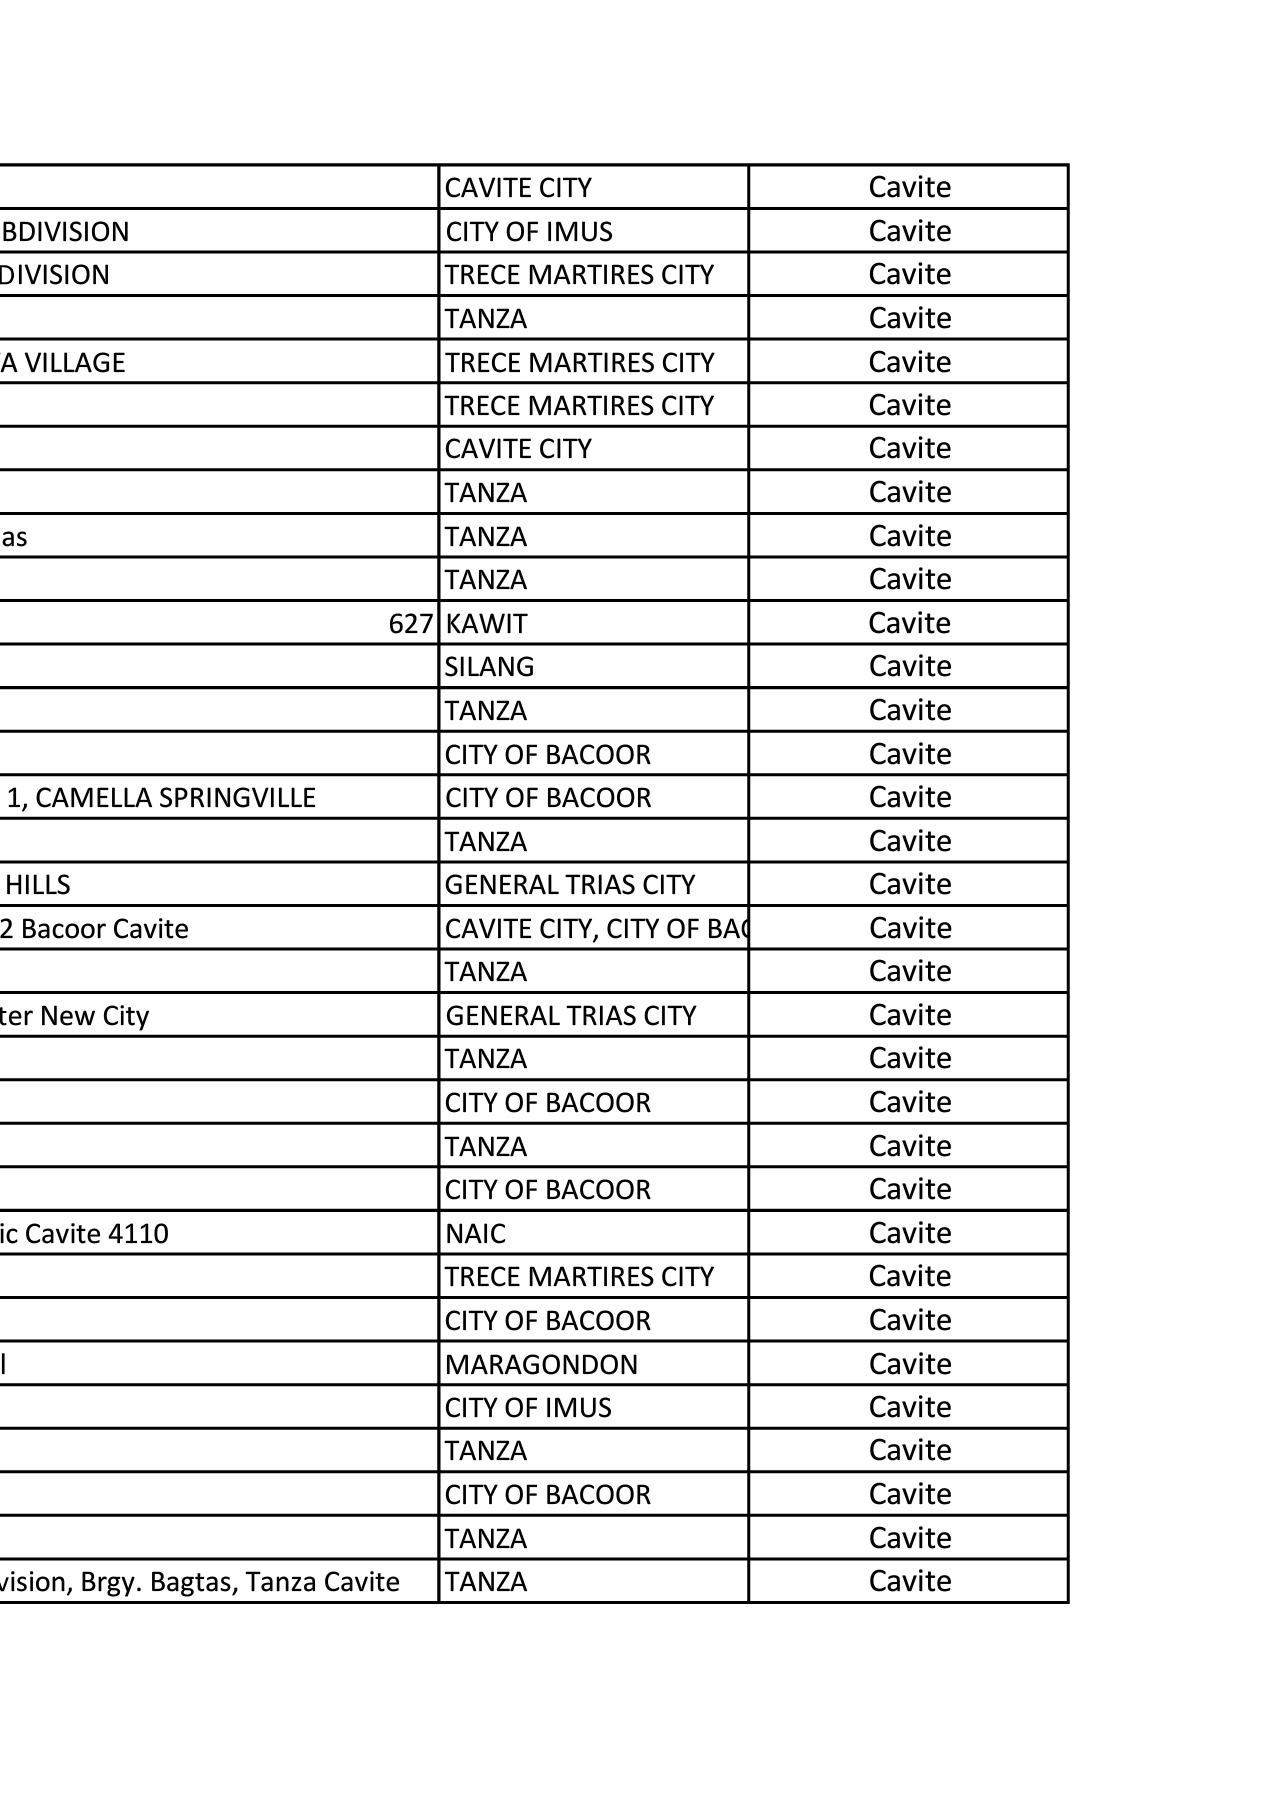 CAVITE CITY Cavite
BDIVISION CITY OF IMUS Cavite
DIVISION TRECE MARTIRES CITY Cavite
TANZA Cavite
A VILLAGE TRECE MARTIRES CITY Cavite
TRECE MARTIRES CITY Cavite
CAVITE CITY Cavite
TANZA Cavite
as TANZA Cavite
TANZA Cavite
627 KAWIT Cavite
SILANG Cavite
TANZA Cavite
CITY OF BACOOR Cavite
1, CAMELLA SPRINGVILLE CITY OF BACOOR Cavite
TANZA Cavite
HILLS GENERAL TRIAS CITY Cavite
2 Bacoor Cavite CAVITE CITY, CITY OF BAC Cavite
TANZA Cavite
ter New City GENERAL TRIAS CITY Cavite
TANZA Cavite
CITY OF BACOOR Cavite
TANZA Cavite
CITY OF BACOOR Cavite
ic Cavite 4110 NAIC Cavite
TRECE MARTIRES CITY Cavite
CITY OF BACOOR Cavite
l MARAGONDON Cavite
CITY OF IMUS Cavite
TANZA Cavite
CITY OF BACOOR Cavite
TANZA Cavite
vision, Brgy. Bagtas, Tanza Cavite TANZA Cavite